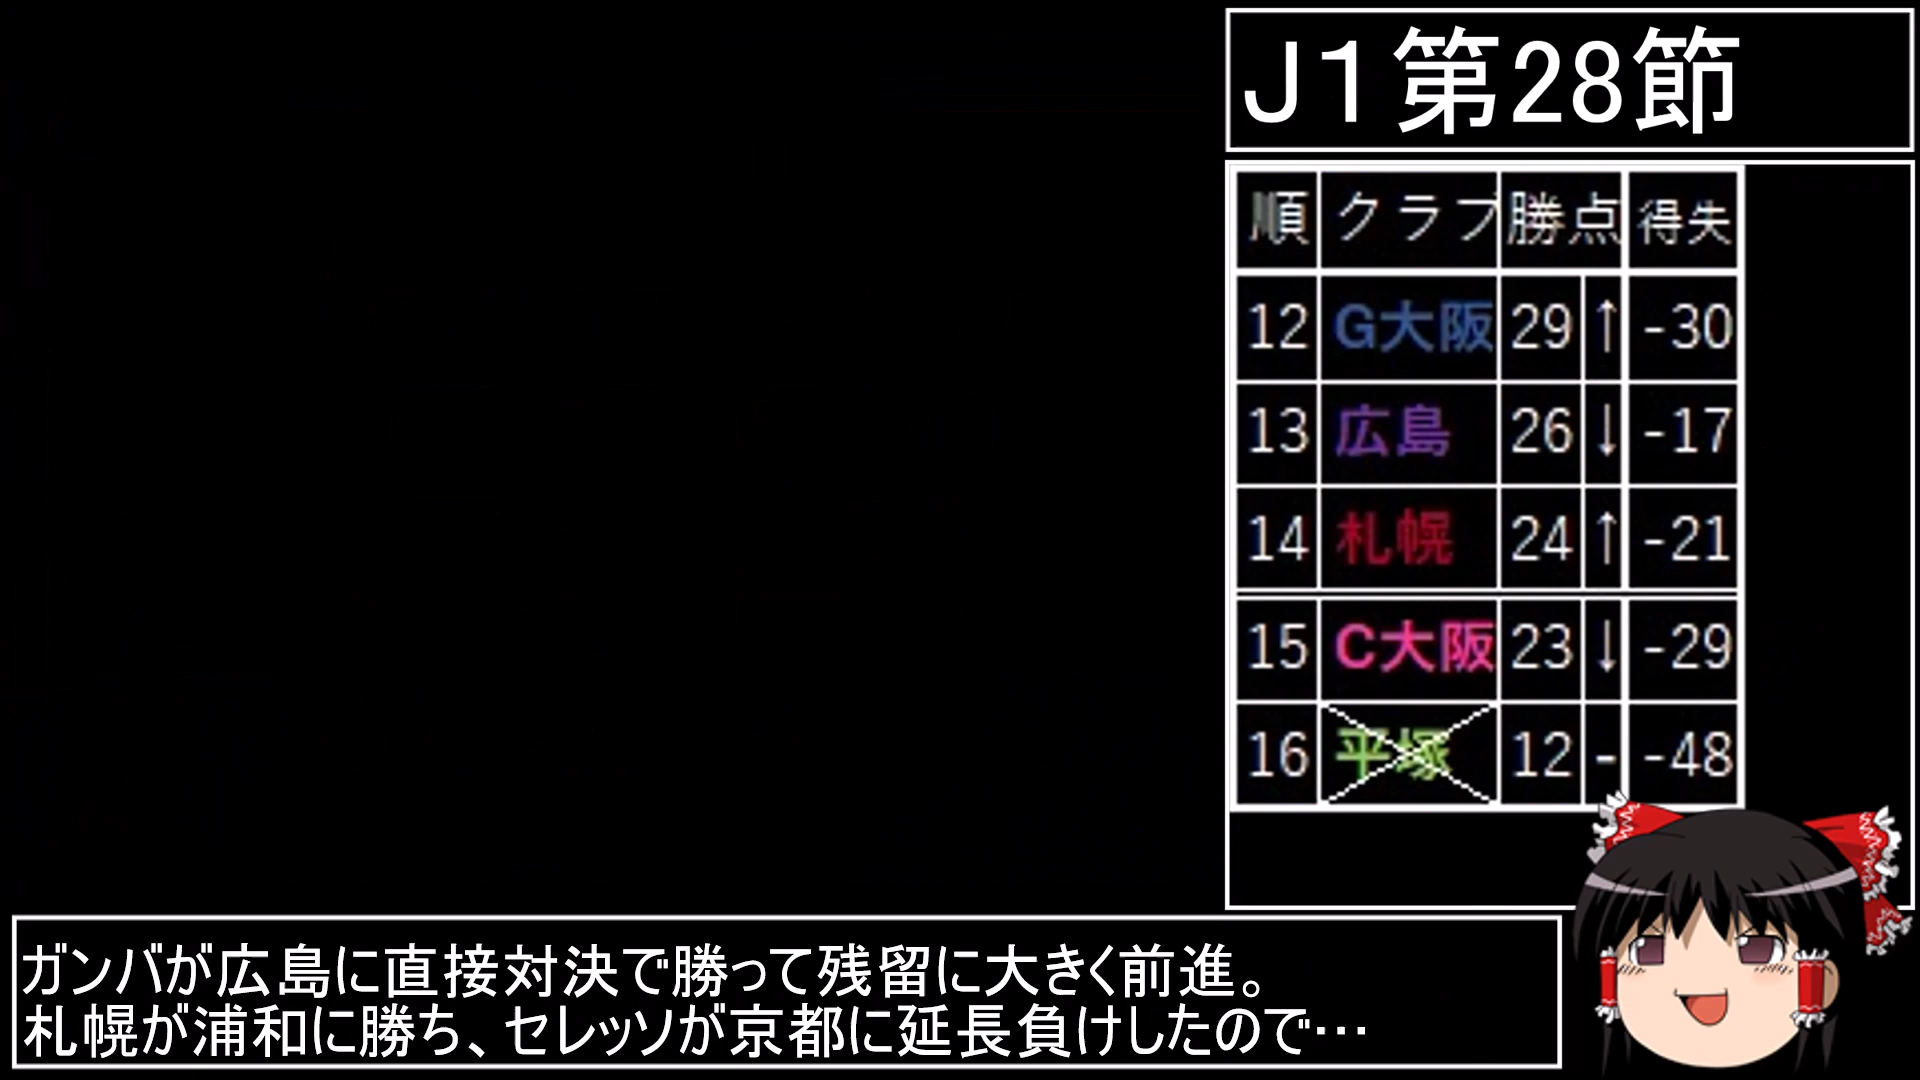 J1第28節
順 クラブ 勝点 得失
12 G大阪 29 ↑ -30
13 広島 26 ↓ -17
14 札幌 24 ↑ -21
15 C大阪 23 ↓ -29
16 平塚 12 - -48
ガンバが広島に直接対決で勝って残留に大きく前進。
札幌が浦和に勝ち、セレッソが京都に延長負けしたので…